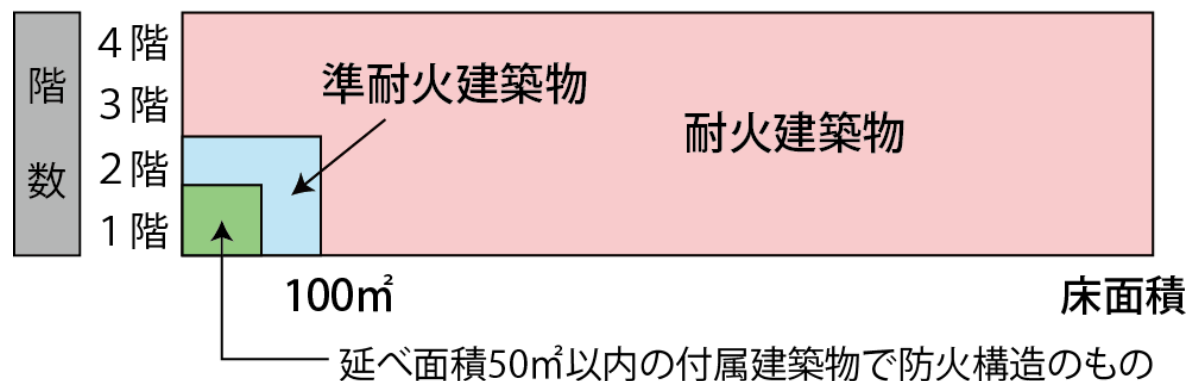 階数
4階
3階
2階
1階
準耐火建築物
耐火建築物
100㎡
床面積
延べ面積50㎡以内の付属建築物で防火構造のもの